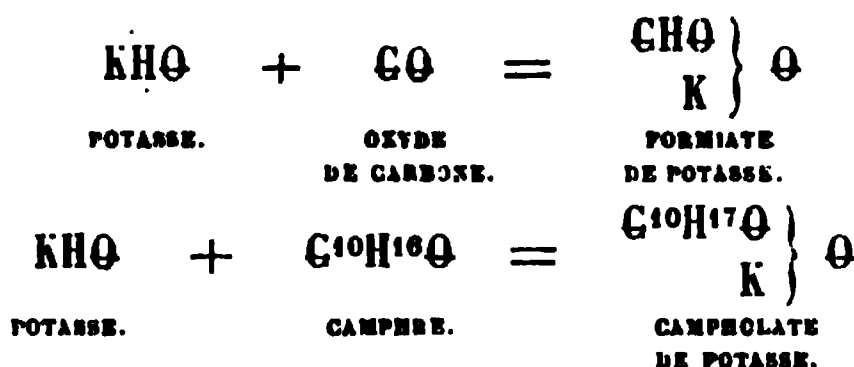 KHO + CO = CHO
K } O
POTASSE. OXYDE FORMIATE
DE CARBONE. DE POTASSE.
KHO + C¹⁰H¹⁶O = C¹⁰H¹⁷O
K } O
POTASSE. CAMPHRE. CAMPHOLATE
DE POTASSE.